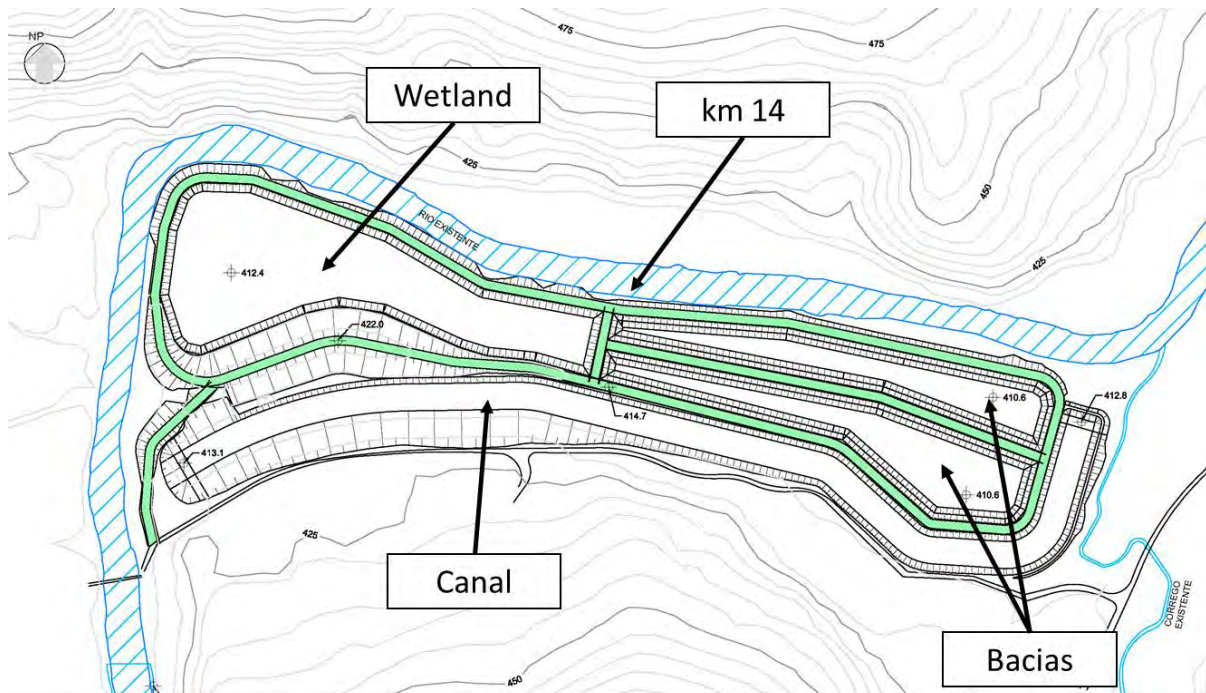 475
475
NP
Wetland
km 14
425
450
RIO EXISTENTE
425
412.4
422.0
410.6
412.8
414.7
413.1
410.6
425
Canal
CORREGO
EXISTENTE
Bacias
450